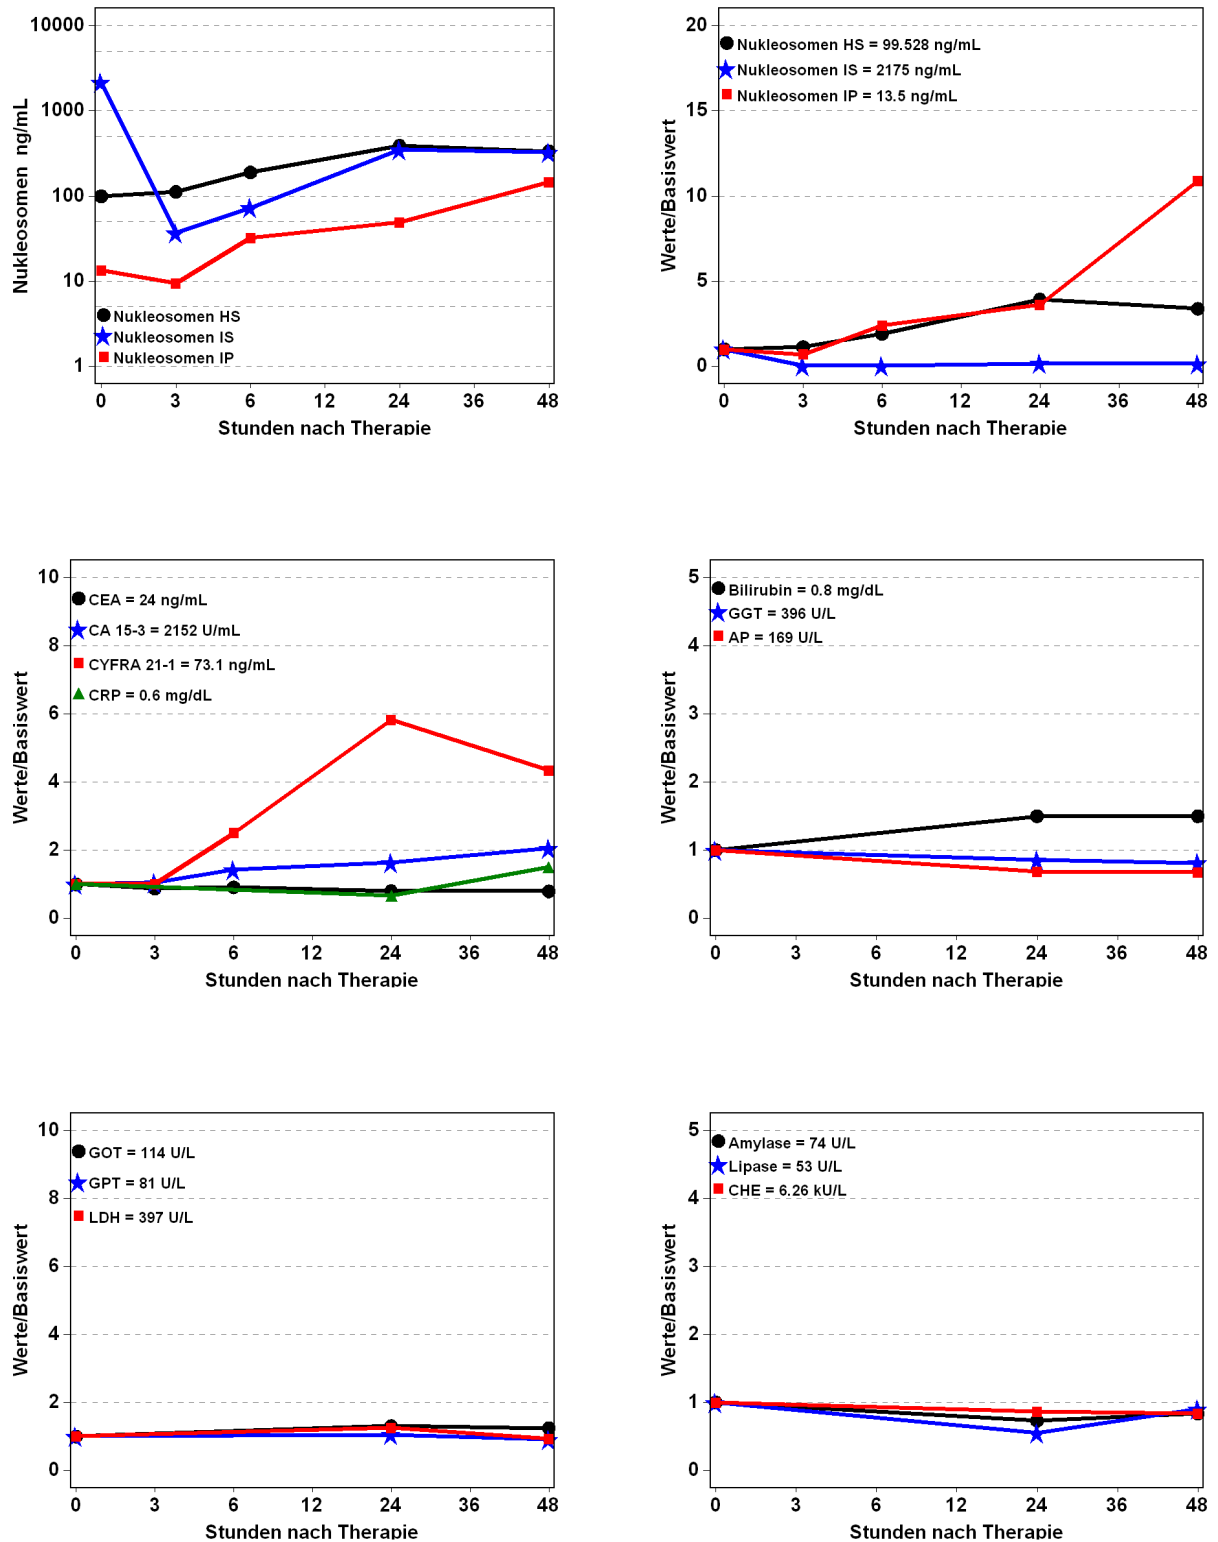 Nukleosomen ng/mL
10000
1000
100
10
1
Nukleosomen HS
Nukleosomen IS
Nukleosomen IP
0 3 6 12 24 36 48
Stunden nach Therapie
Werte/Basiswert
20
15
10
5
0
Nukleosomen HS = 99.528 ng/mL
Nukleosomen IS = 2175 ng/mL
Nukleosomen IP = 13.5 ng/mL
0 3 6 12 24 36 48
Stunden nach Therapie
Werte/Basiswert
10
8
6
4
2
0
CEA = 24 ng/mL
CA 15-3 = 2152 U/mL
CYFRA 21-1 = 73.1 ng/mL
CRP = 0.6 mg/dL
0 3 6 12 24 36 48
Stunden nach Therapie
Werte/Basiswert
5
4
3
2
1
0
Bilirubin = 0.8 mg/dL
GGT = 396 U/L
AP = 169 U/L
0 3 6 12 24 36 48
Stunden nach Therapie
Werte/Basiswert
10
8
6
4
2
0
GOT = 114 U/L
GPT = 81 U/L
LDH = 397 U/L
0 3 6 12 24 36 48
Stunden nach Therapie
Werte/Basiswert
5
4
3
2
1
0
Amylase = 74 U/L
Lipase = 53 U/L
CHE = 6.26 kU/L
0 3 6 12 24 36 48
Stunden nach Therapie